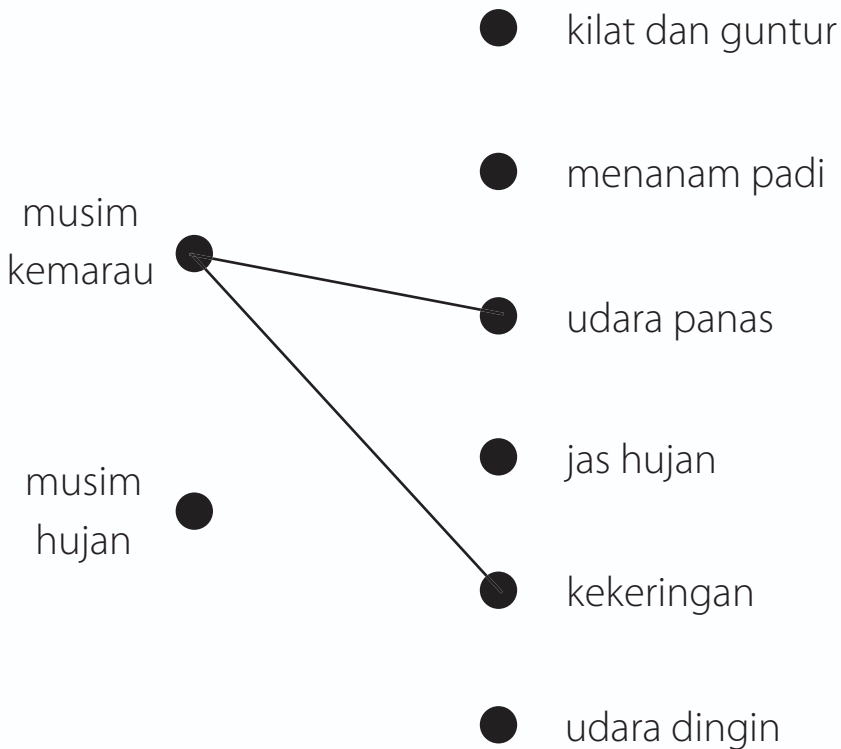 musim
kemarau
musim
hujan
kilat dan guntur
menanam padi
udara panas
jas hujan
kekeringan
udara dingin